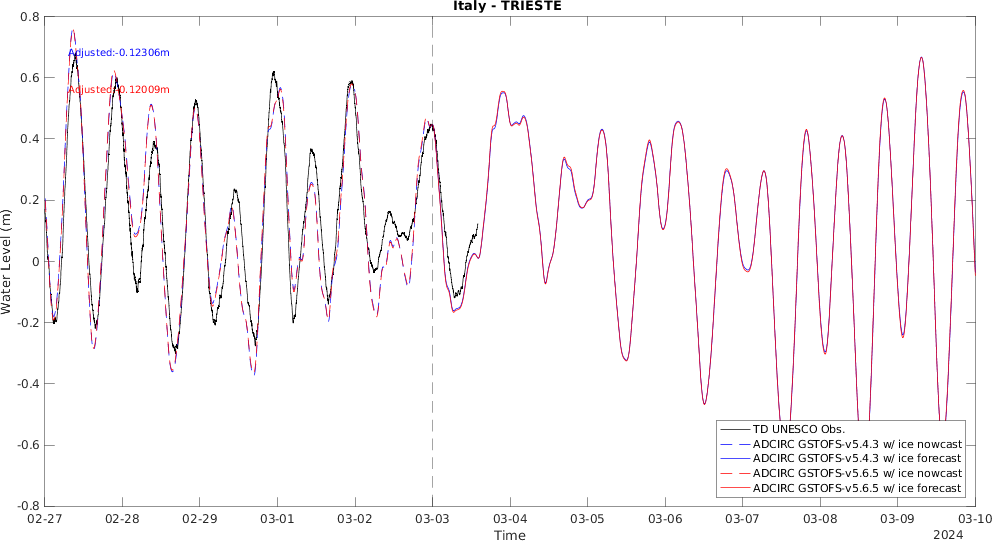 Italy - TRIESTE
0.8
0.6
0.4
0.2
0
-0.2
-0.4
-0.6
-0.8
Water Level (m)
Adjusted:-0.12306m
Adjusted:-0.12009m
TD UNESCO Obs.
ADCIRC GSTOFS-v5.4.3 w/ ice nowcast
ADCIRC GSTOFS-v5.4.3 w/ ice forecast
ADCIRC GSTOFS-v5.6.5 w/ ice nowcast
ADCIRC GSTOFS-v5.6.5 w/ ice forecast
02-27 02-28 02-29 03-01 03-02 03-03 03-04 03-05 03-06 03-07 03-08 03-09 03-10
Time
2024